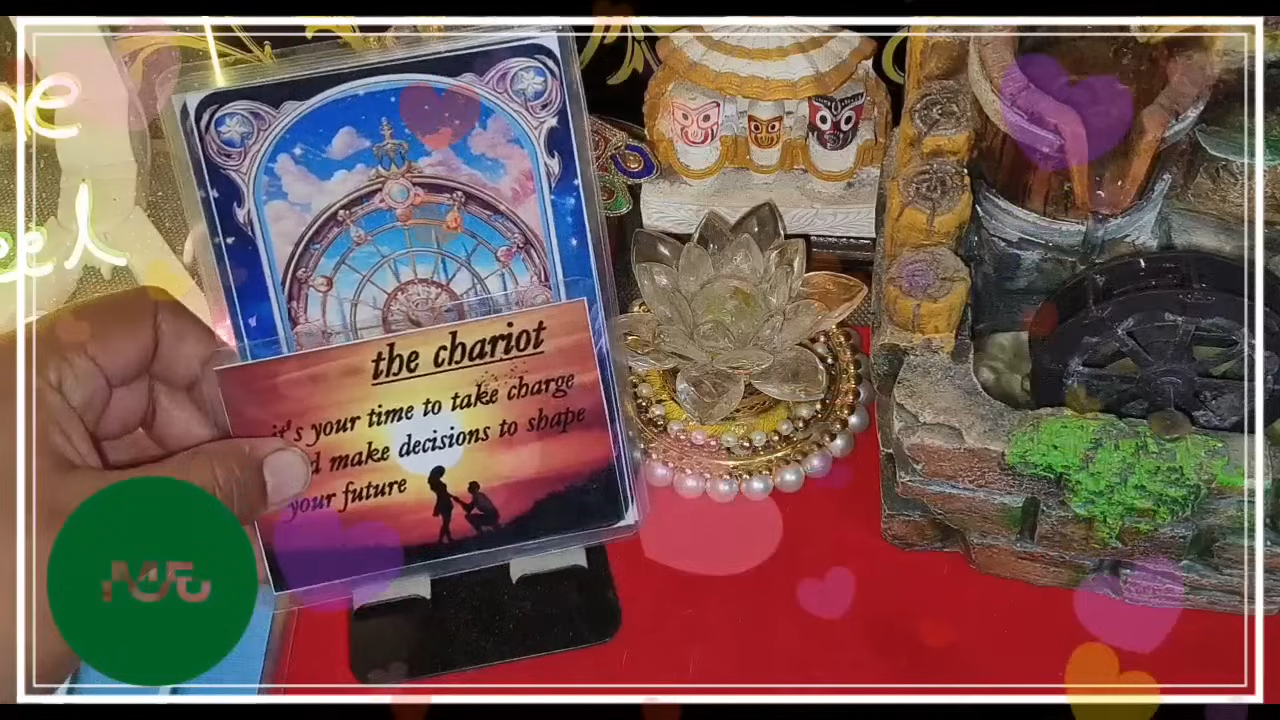 the chariot
it's your time to take charge
make decisions to shape
your future